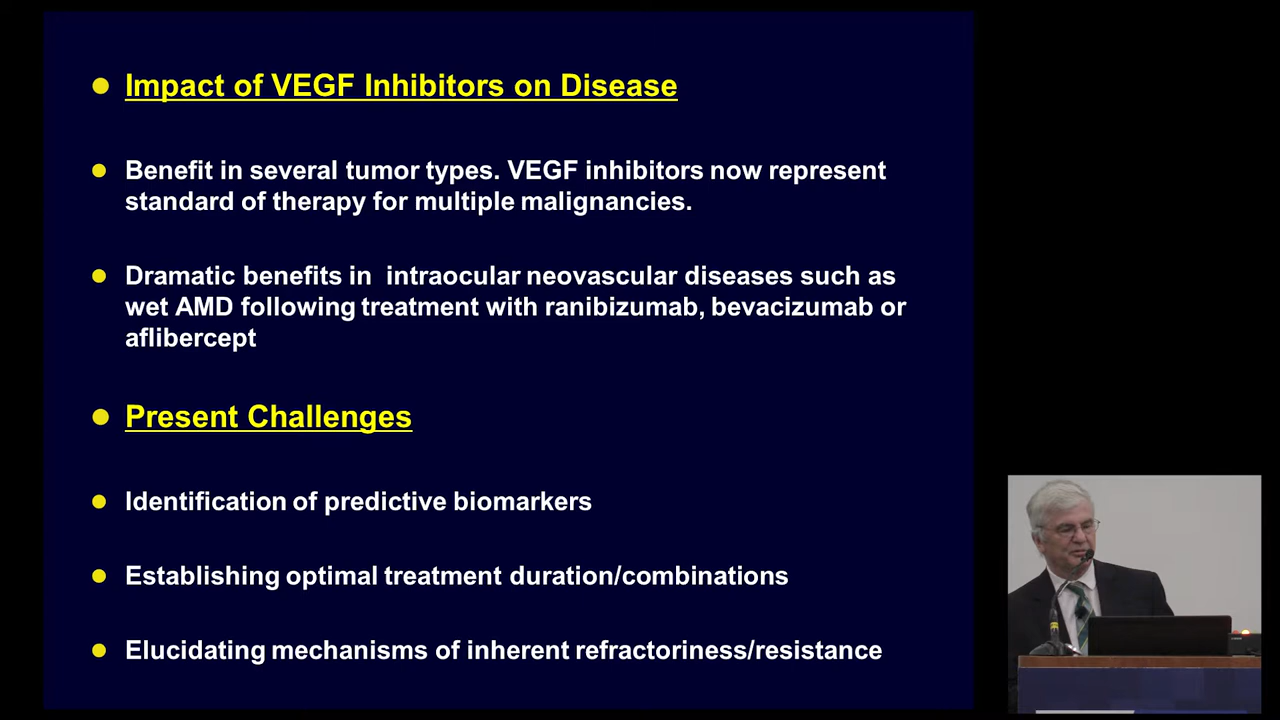 Impact of VEGF Inhibitors on Disease
Benefit in several tumor types. VEGF inhibitors now represent
standard of therapy for multiple malignancies.
Dramatic benefits in  intraocular neovascular diseases such as
wet AMD following treatment with ranibizumab, bevacizumab or
aflibercept
Present Challenges
Identification of predictive biomarkers
Establishing optimal treatment duration/combinations
Elucidating mechanisms of inherent refractoriness/resistance